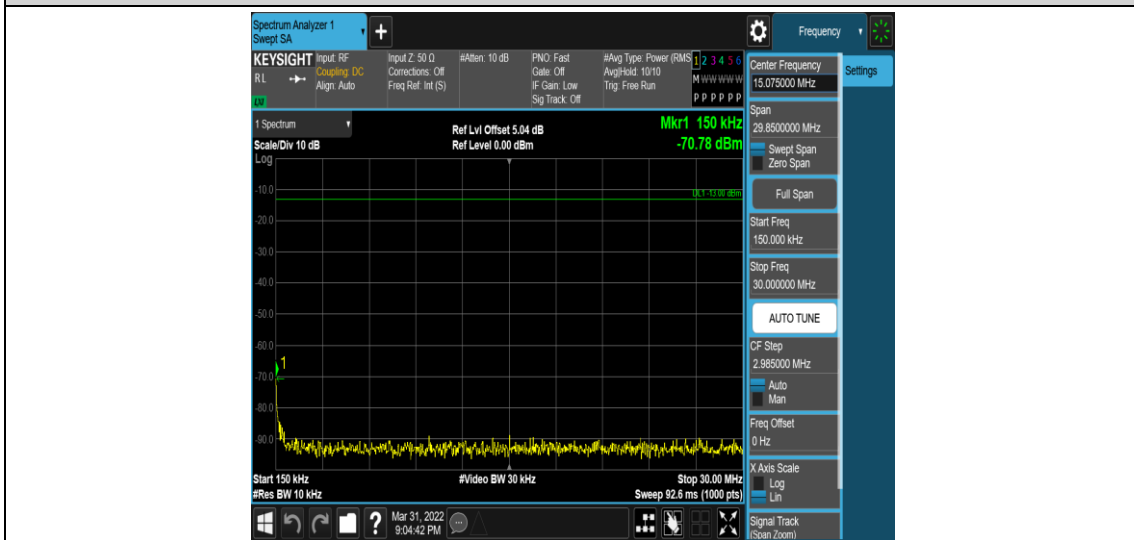 Spectrum Analyzer 1
Swept SA
+
Frequency
KEYSIGHT
RL
LXI
Input: RF
Coupling: DC
Align: Auto
Input Z: 50 Ω
Corrections: Off
Freq Ref: Int (S)
#Atten: 10 dB
PNO: Fast
Gate: Off
IF Gain: Low
Sig Track: Off
#Avg Type: Power (RMS
Avg|Hold: 10/10
Trig: Free Run
1 2 3 4 5 6
M W W W W W
P P P P P P
Center Frequency
15.075000 MHz
Settings
1 Spectrum
Scale/Div 10 dB
Log
Ref Lvl Offset 5.04 dB
Ref Level 0.00 dBm
Mkr1 150 kHz
-70.78 dBm
Span
29.8500000 MHz
Swept Span
Zero Span
Full Span
DL1 -13.00 dBm
-10.0
-20.0
-30.0
-40.0
-50.0
-60.0
-70.0
-80.0
-90.0
1
Start Freq
150.000 kHz
Stop Freq
30.000000 MHz
AUTO TUNE
CF Step
2.985000 MHz
Auto
Man
Freq Offset
0 Hz
X Axis Scale
Log
Lin
Signal Track
(Span Zoom)
Start 150 kHz
#Res BW 10 kHz
#Video BW 30 kHz
Stop 30.00 MHz
Sweep 92.6 ms (1000 pts)
?
Mar 31, 2022
9:04:42 PM